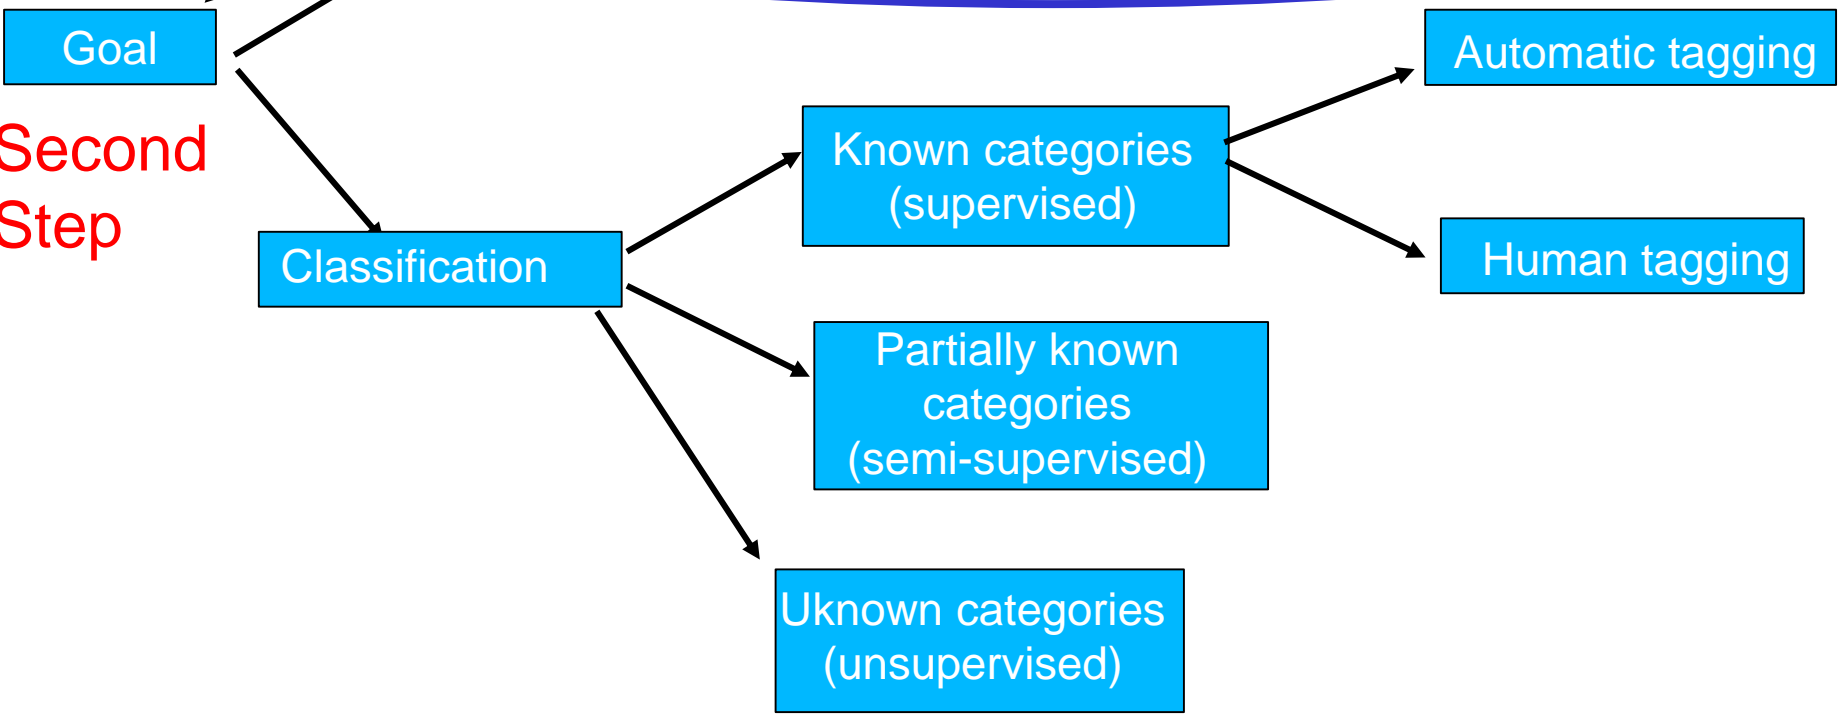 Goal
Automatic tagging
Second
Step
Known categories
(supervised)
Classification
Human tagging
Partially known
categories
(semi-supervised)
Uknown categories
(unsupervised)